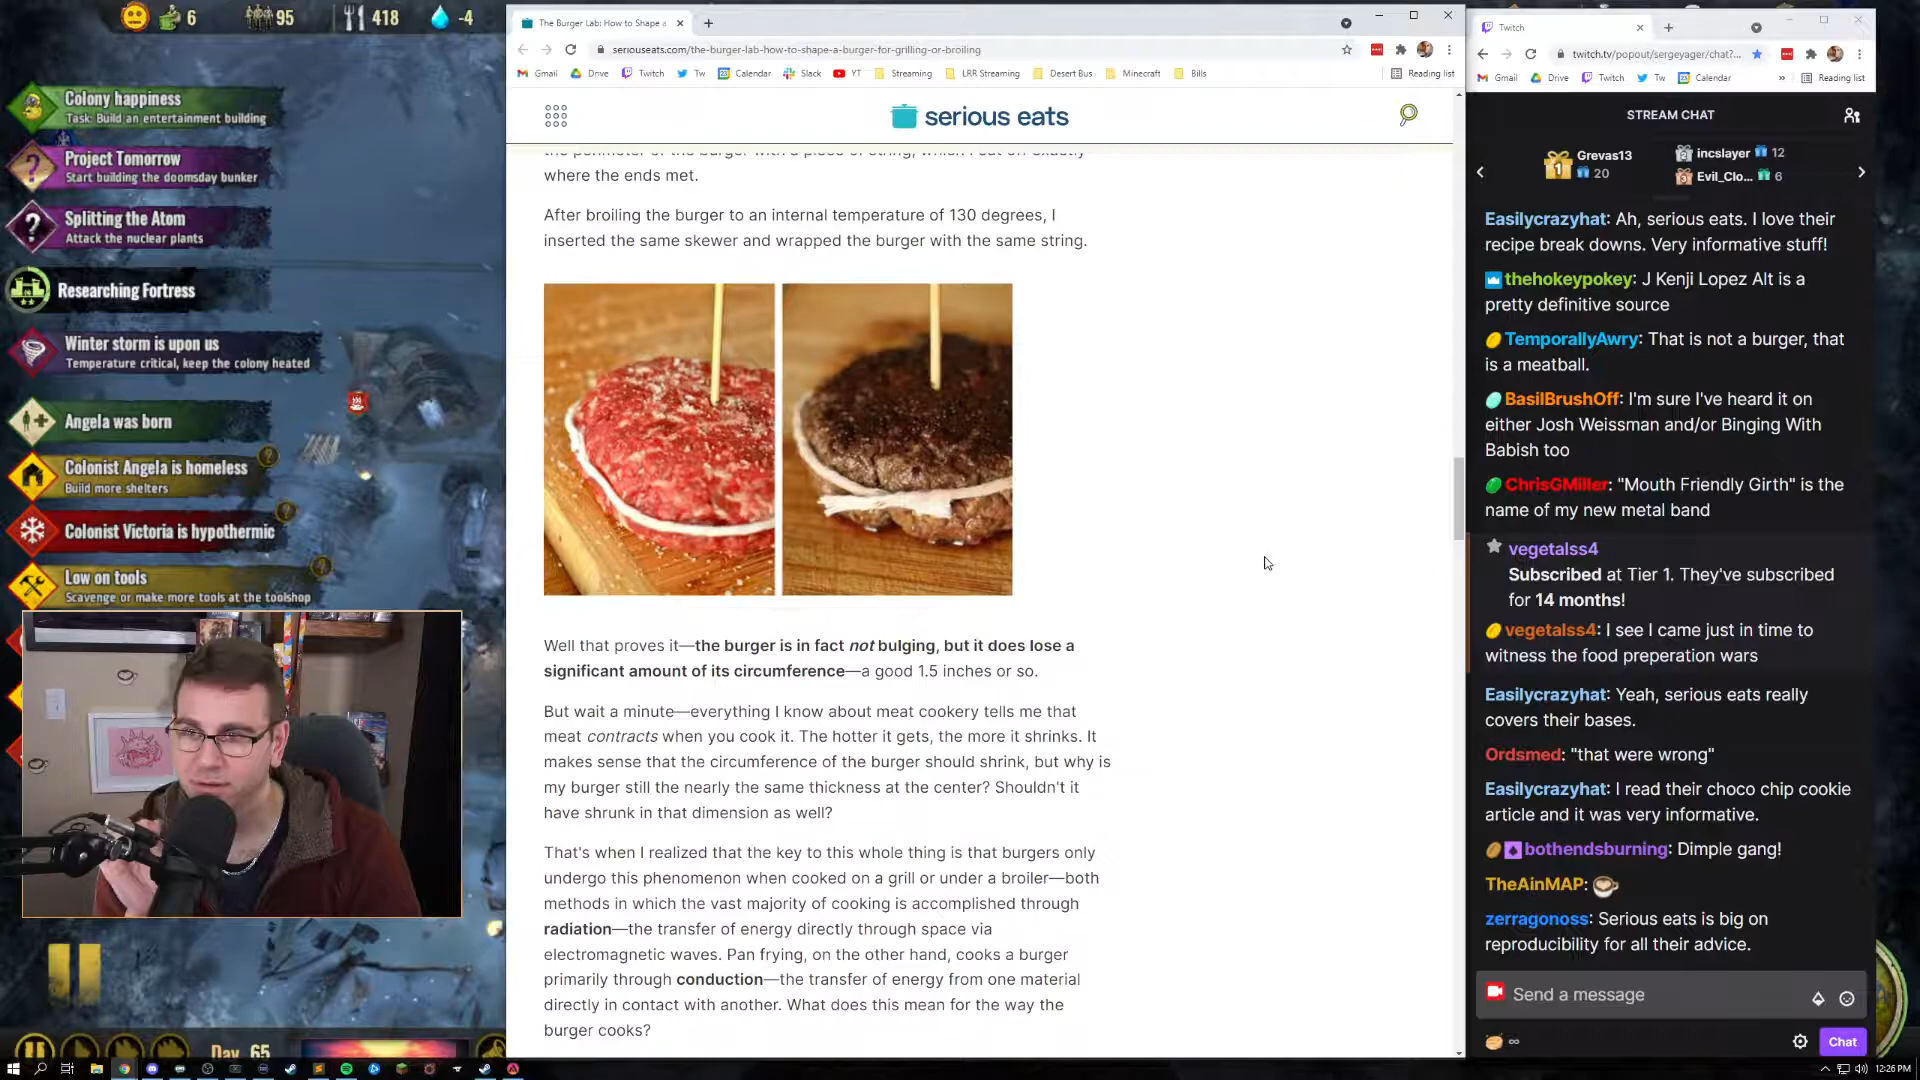 6
95
418
-4
Colony happiness
Task: Build an entertainment building
Project Tomorrow
Start building the doomsday bunker
Splitting the Atom
Attack the nuclear plants
Researching Fortress
Winter storm is upon us
Temperature critical, keep the colony heated
Angela was born
Colonist Angela is homeless
Build more shelters
Colonist Victoria is hypothermic
Low on tools
Scavenge or make more tools at the toolshop
Day 65
The Burger Lab: How to Shape a
seriouseats.com/the-burger-lab-how-to-shape-a-burger-for-grilling-or-broiling
Gmail
Drive
Twitch
Tw
Calendar
Slack
YT
Streaming
LRR Streaming
Desert Bus
Minecraft
Bills
Reading list
serious eats
the perimeter of the burger with a piece of string, which I cut off exactly
where the ends met.
After broiling the burger to an internal temperature of 130 degrees, I
inserted the same skewer and wrapped the burger with the same string.
Well that proves it—the burger is in fact not bulging, but it does lose a
significant amount of its circumference—a good 1.5 inches or so.
But wait a minute—everything I know about meat cookery tells me that
meat contracts when you cook it. The hotter it gets, the more it shrinks. It
makes sense that the circumference of the burger should shrink, but why is
my burger still the nearly the same thickness at the center? Shouldn't it
have shrunk in that dimension as well?
That's when I realized that the key to this whole thing is that burgers only
undergo this phenomenon when cooked on a grill or under a broiler—both
methods in which the vast majority of cooking is accomplished through
radiation—the transfer of energy directly through space via
electromagnetic waves. Pan frying, on the other hand, cooks a burger
primarily through conduction—the transfer of energy from one material
directly in contact with another. What does this mean for the way the
burger cooks?
Twitch
twitch.tv/popout/sergeyager/chat?...
Gmail
Drive
Twitch
Tw
Calendar
»
Reading list
STREAM CHAT
1
Grevas13
20
2
incslayer
12
3
Evil_Clo...
6
Easilycrazyhat: Ah, serious eats. I love their
recipe break downs. Very informative stuff!
thehokeypokey: J Kenji Lopez Alt is a
pretty definitive source
TemporallyAwry: That is not a burger, that
is a meatball.
BasilBrushOff: I'm sure I've heard it on
either Josh Weissman and/or Binging With
Babish too
ChrisGMiller: "Mouth Friendly Girth" is the
name of my new metal band
vegetalss4
Subscribed at Tier 1. They've subscribed
for 14 months!
vegetalss4: I see I came just in time to
witness the food preperation wars
Easilycrazyhat: Yeah, serious eats really
covers their bases.
Ordsmed: "that were wrong"
Easilycrazyhat: I read their choco chip cookie
article and it was very informative.
bothendsburning: Dimple gang!
TheAinMAP:
zerragonoss: Serious eats is big on
reproducibility for all their advice.
Send a message
∞
Chat
12:26 PM